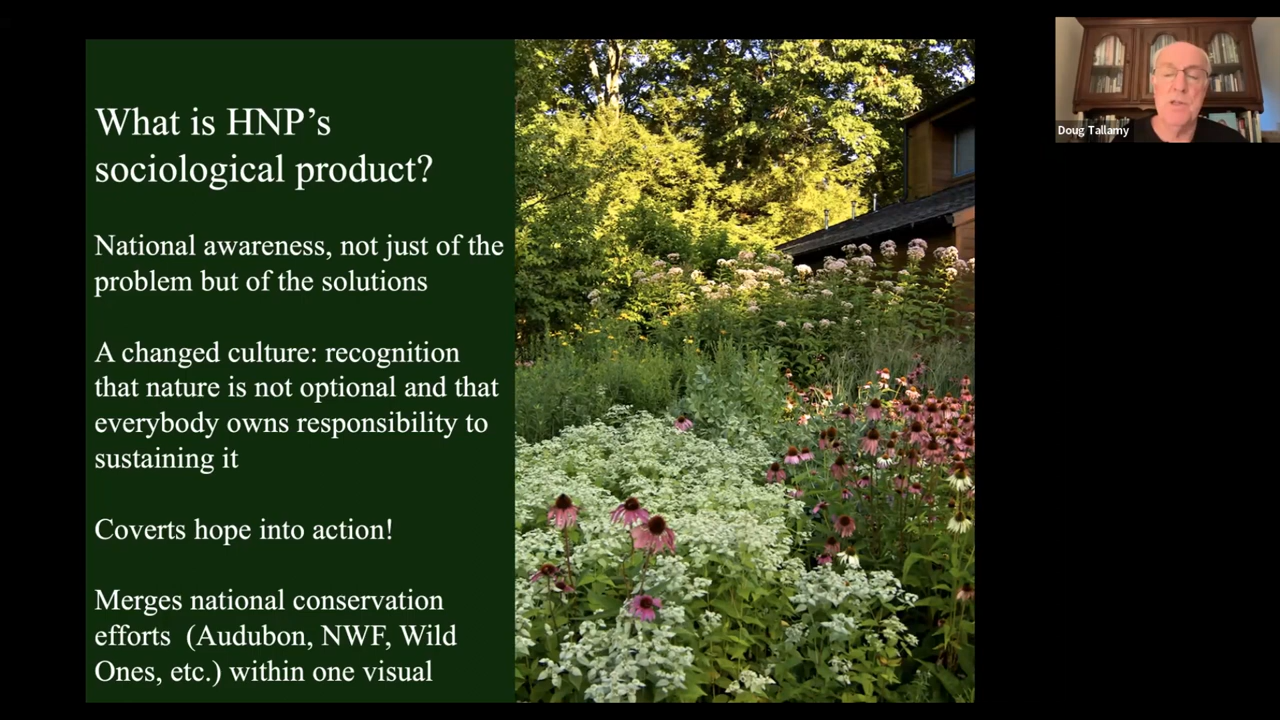 What is HNP's
sociological product?
National awareness, not just of the
problem but of the solutions
A changed culture: recognition
that nature is not optional and that
everybody owns responsibility to
sustaining it
Coverts hope into action!
Merges national conservation
efforts (Audubon, NWF, Wild
Ones, etc.) within one visual
Doug Tallamy